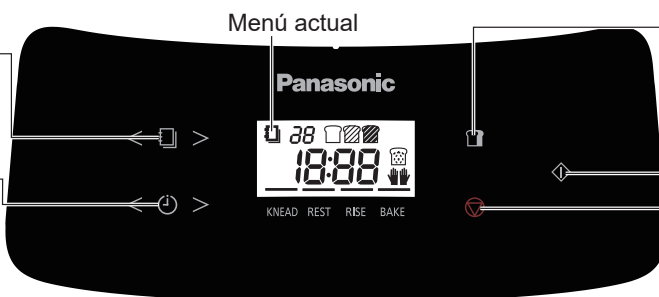 Menú actual
Panasonic
38 
18:88
KNEAD REST RISE BAKE